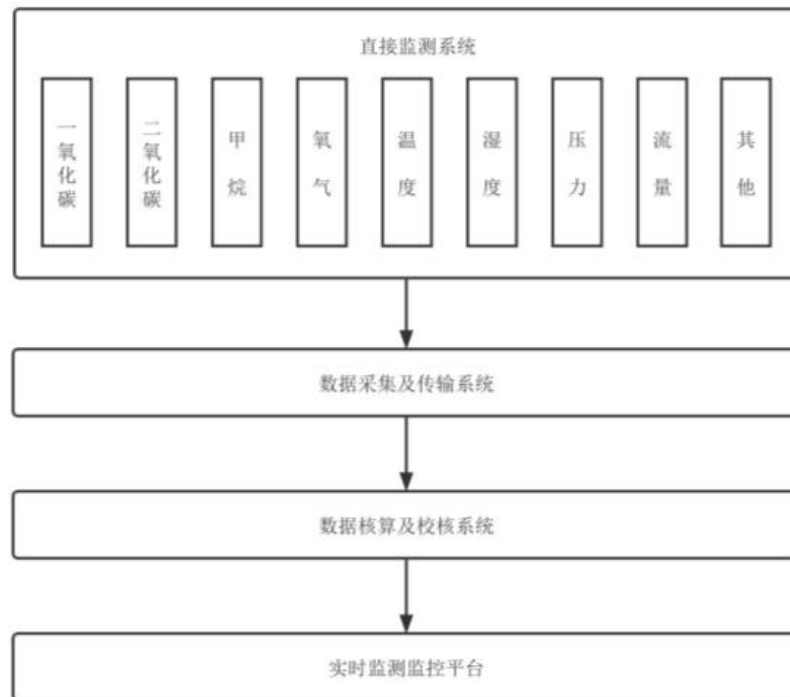 直接监测系统
一氧化碳
二氧化碳
甲烷
氧气
温度
湿度
压力
流量
其他
数据采集及传输系统
数据核算及校核系统
实时监测监控平台